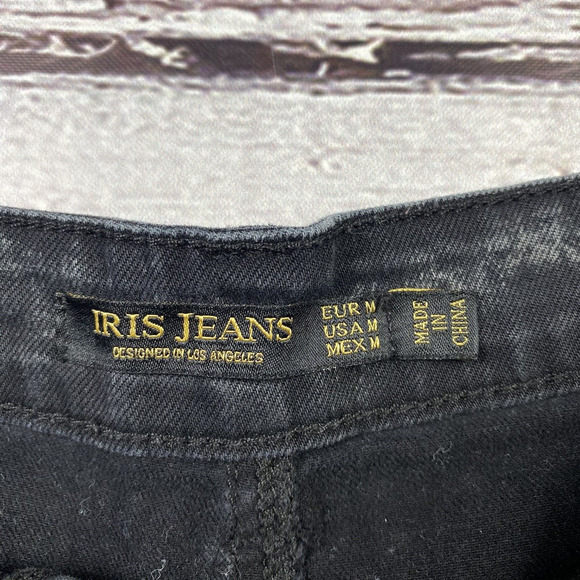 IRIS JEANS
DESIGNED IN LOS ANGELES
EUR M
USA M
MEX M
MADE
IN
CHINA